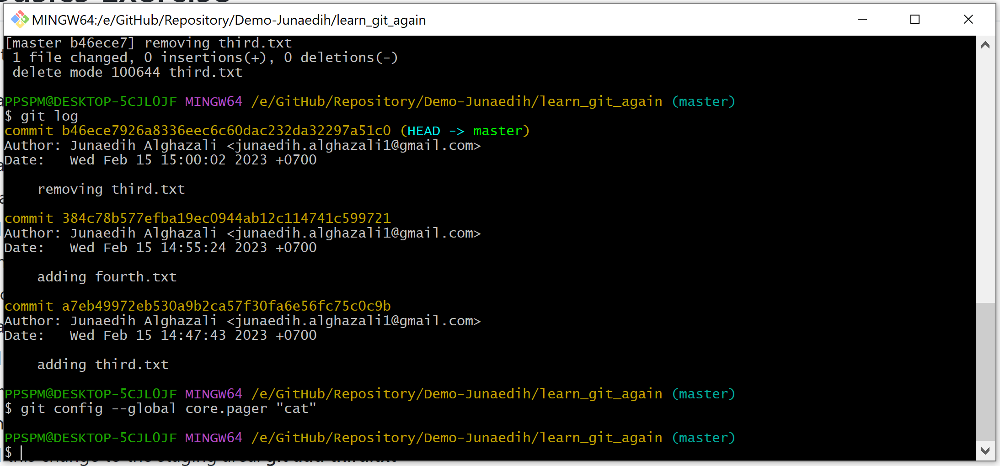 MINGW64:/e/GitHub/Repository/Demo-Junaedih/learn_git_again
[master b46ece7] removing third.txt
 1 file changed, 0 insertions(+), 0 deletions(-)
 delete mode 100644 third.txt
PPSPM@DESKTOP-5CJL0JF MINGW64 /e/GitHub/Repository/Demo-Junaedih/learn_git_again (master)
$ git log
commit b46ece7926a8336eec6c60dac232da32297a51c0 (HEAD -> master)
Author: Junaedih Alghazali <junaedih.alghazali1@gmail.com>
Date:   Wed Feb 15 15:00:02 2023 +0700
    removing third.txt
commit 384c78b577efba19ec0944ab12c114741c599721
Author: Junaedih Alghazali <junaedih.alghazali1@gmail.com>
Date:   Wed Feb 15 14:55:24 2023 +0700
    adding fourth.txt
commit a7eb49972eb530a9b2ca57f30fa6e56fc75c0c9b
Author: Junaedih Alghazali <junaedih.alghazali1@gmail.com>
Date:   Wed Feb 15 14:47:43 2023 +0700
    adding third.txt
PPSPM@DESKTOP-5CJL0JF MINGW64 /e/GitHub/Repository/Demo-Junaedih/learn_git_again (master)
$ git config --global core.pager "cat"
PPSPM@DESKTOP-5CJL0JF MINGW64 /e/GitHub/Repository/Demo-Junaedih/learn_git_again (master)
$